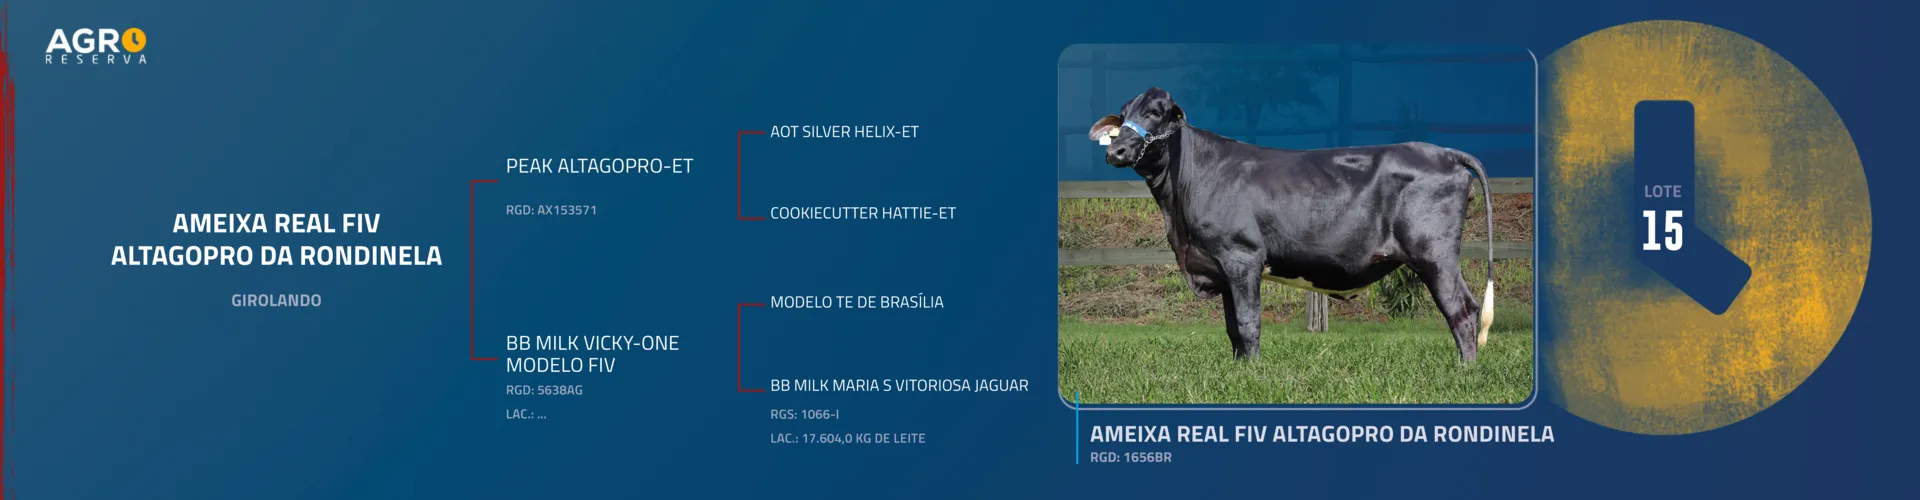 AGRO
RESERVA
AMEIXA REAL FIV
ALTAGOPRO DA RONDINELA
GIROLANDO
PEAK ALTAGOPRO-ET
RGD: AX153571
BB MILK VICKY-ONE
MODELO FIV
RGD: 5638AG
LAC.: ...
AOT SILVER HELIX-ET
COOKIECUTTER HATTIE-ET
MODELO TE DE BRASÍLIA
BB MILK MARIA S VITORIOSA JAGUAR
RGS: 1066-I
LAC.: 17.604,0 KG DE LEITE
AMEIXA REAL FIV ALTAGOPRO DA RONDINELA
RGD: 1656BR
LOTE
15